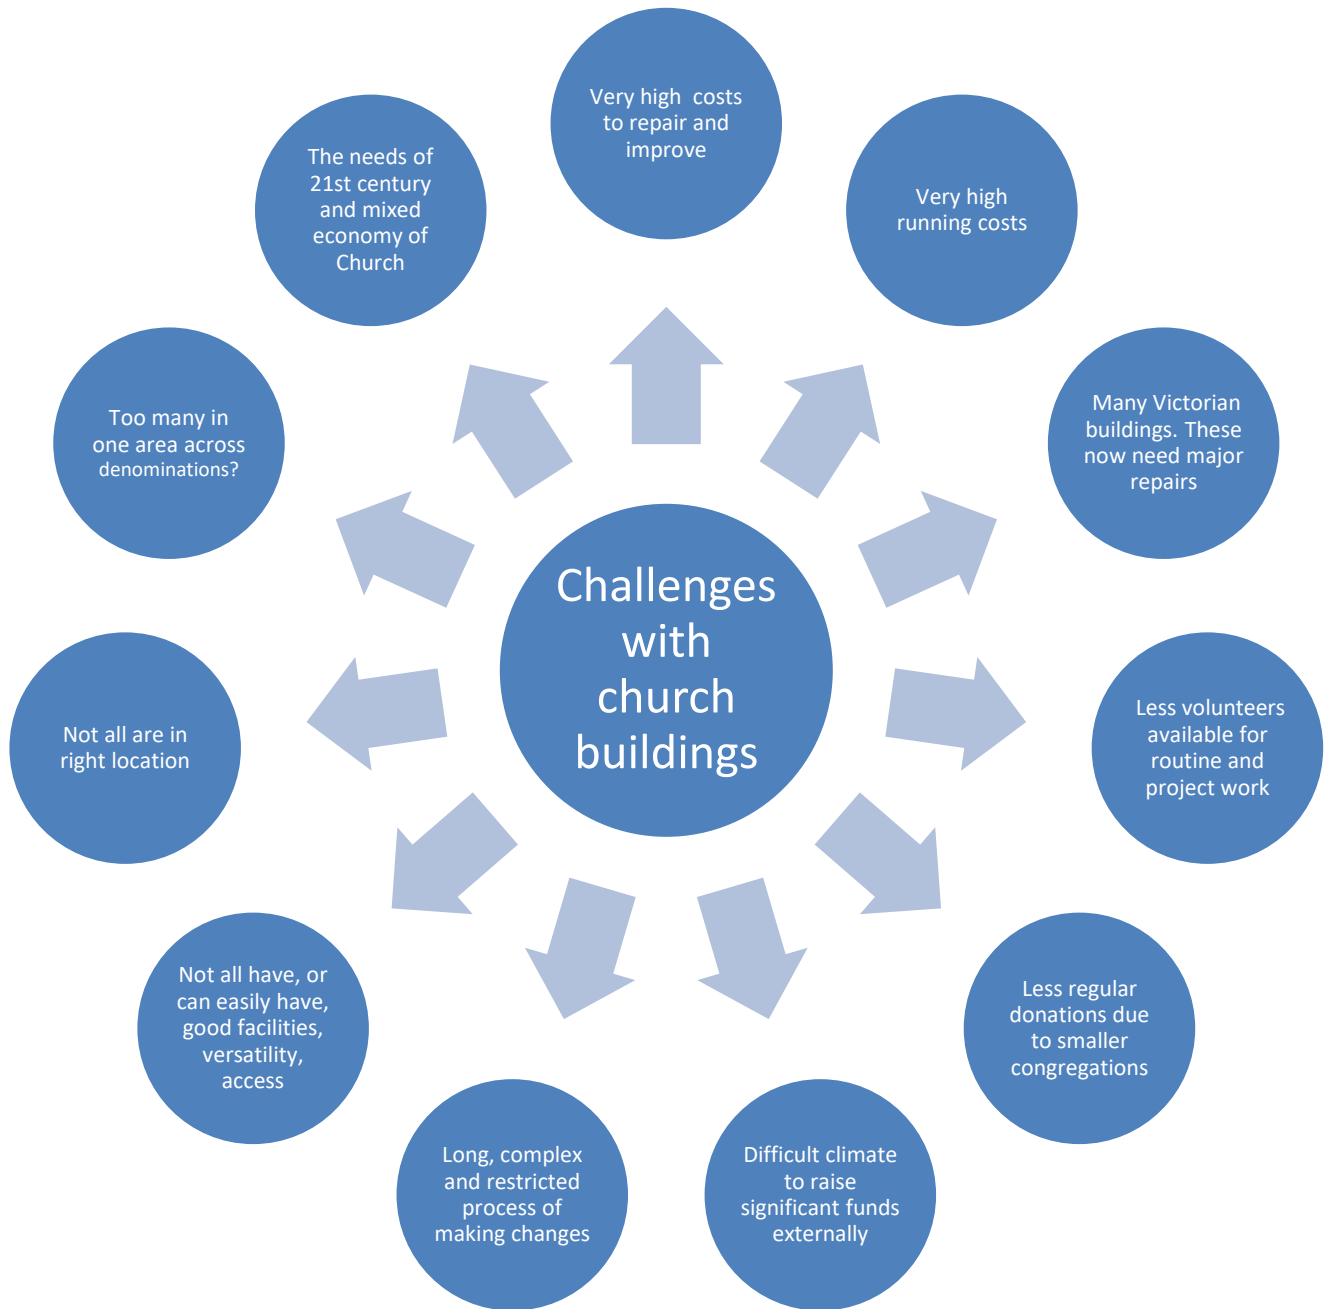 Very high costs
to repair and
improve
Very high
running costs
Many Victorian
buildings. These
now need major
repairs
Less volunteers
available for
routine and
project work
Less regular
donations due
to smaller
congregations
Difficult climate
to raise
significant funds
externally
Long, complex
and restricted
process of
making changes
Not all have, or
can easily have,
good facilities,
versatility,
access
Not all are in
right location
Too many in
one area across
denominations?
The needs of
21st century
and mixed
economy of
Church
Challenges
with
church
buildings